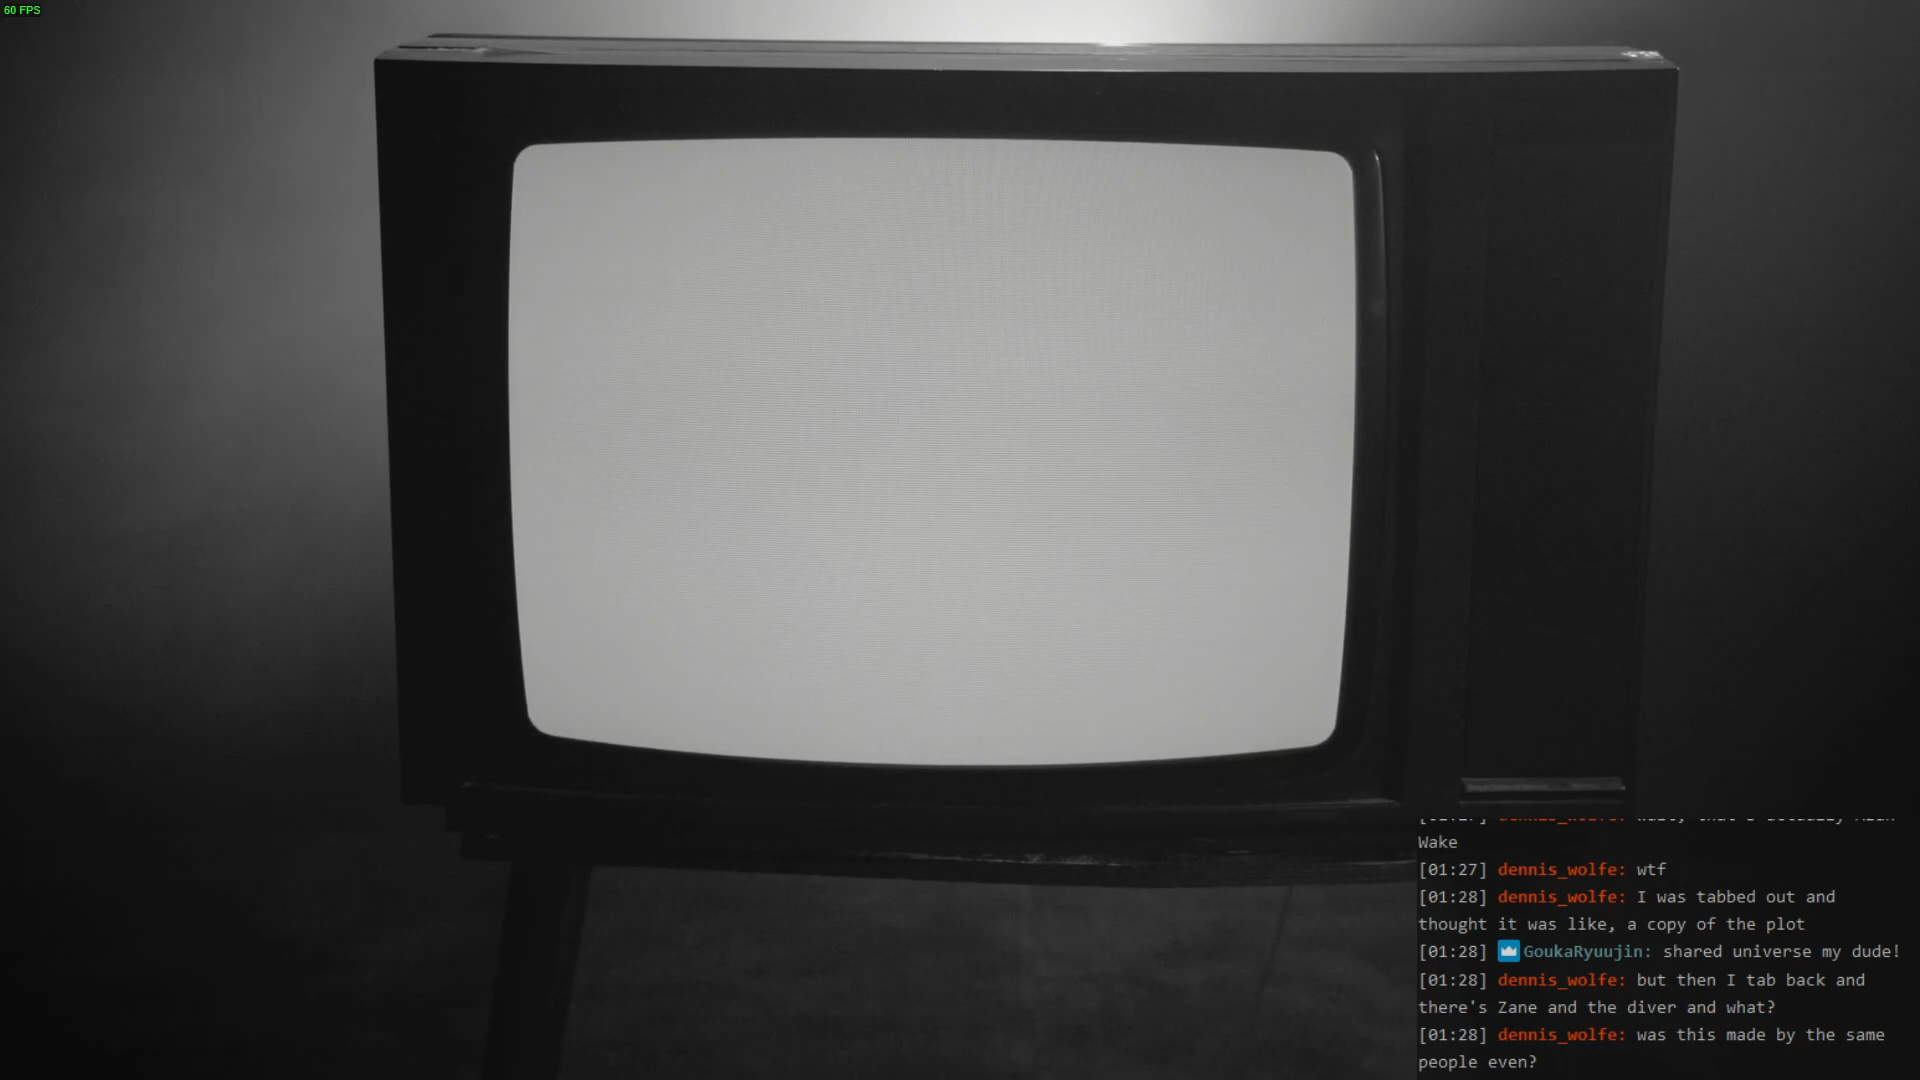 60 FPS
Wake
[01:27] dennis_wolfe: wtf
[01:28] dennis_wolfe: I was tabbed out and
thought it was like, a copy of the plot
[01:28] GoukaRyuujin: shared universe my dude!
[01:28] dennis_wolfe: but then I tab back and
there's Zane and the diver and what?
[01:28] dennis_wolfe: was this made by the same
people even?